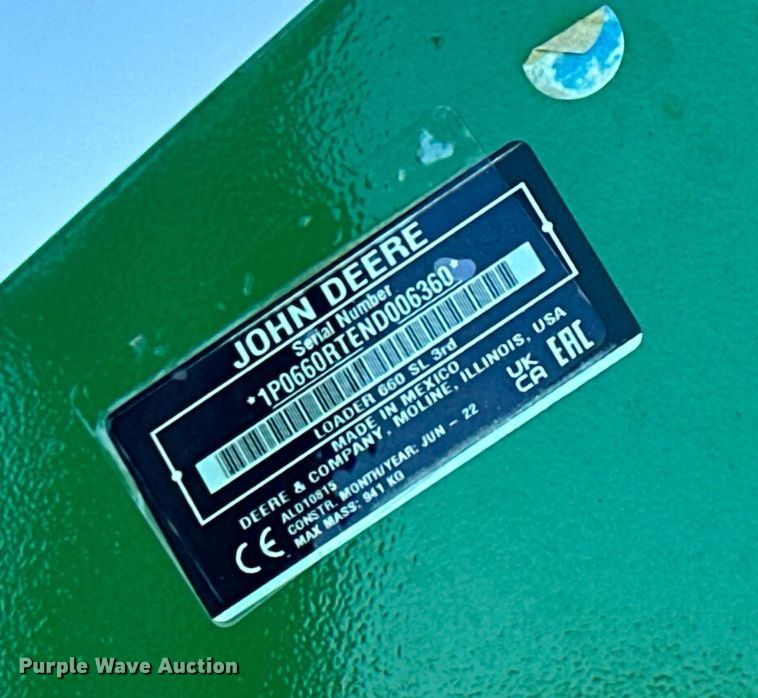 JOHN DEERE
Serial Number
*1P0660RTEND006360*
LOADER 660 SL 3rd
MADE IN MEXICO
DEERE & COMPANY, MOLINE, ILLINOIS, USA
ALD10815
CONSTR. MONTH/YEAR: JUN - 22
MAX MASS: 941 KG
CE
UK
CA
EAC
Purple Wave Auction